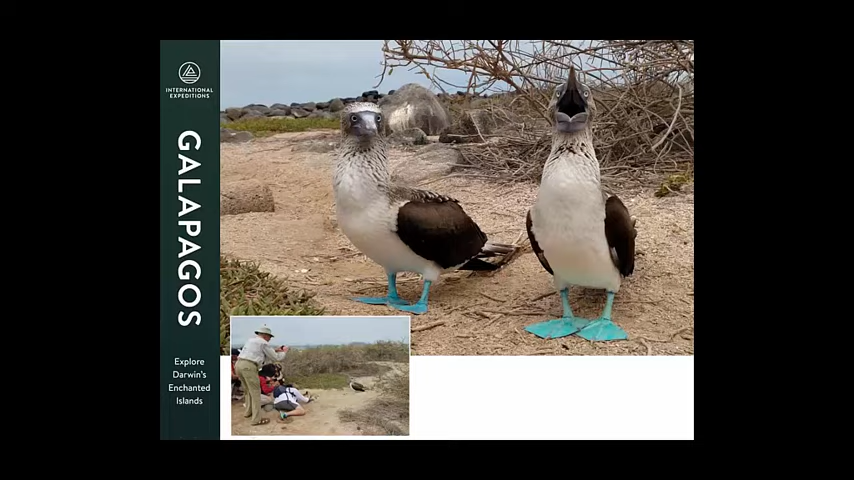 INTERNATIONAL
EXPEDITIONS
GALAPAGOS
Explore
Darwin's
Enchanted
Islands